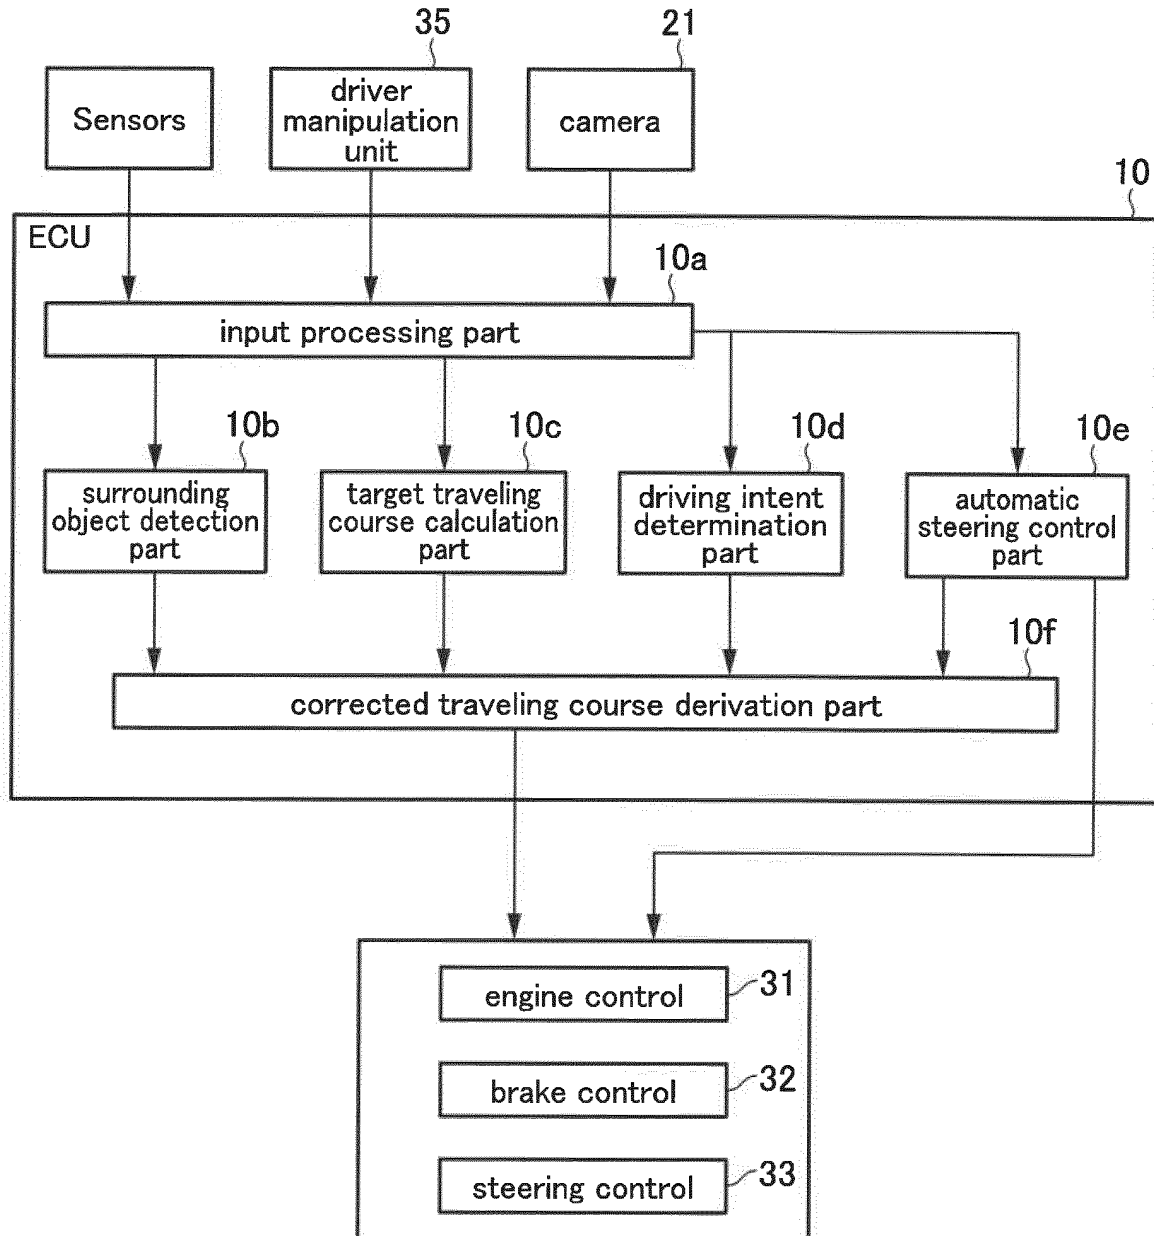 35
21
Sensors
driver
manipulation
unit
camera
10
ECU
10a
input processing part
10b
10c
10d
10e
surrounding
object detection
part
target traveling
course calculation
part
driving intent
determination
part
automatic
steering control
part
10f
corrected traveling course derivation part
engine control
31
brake control
32
steering control
33